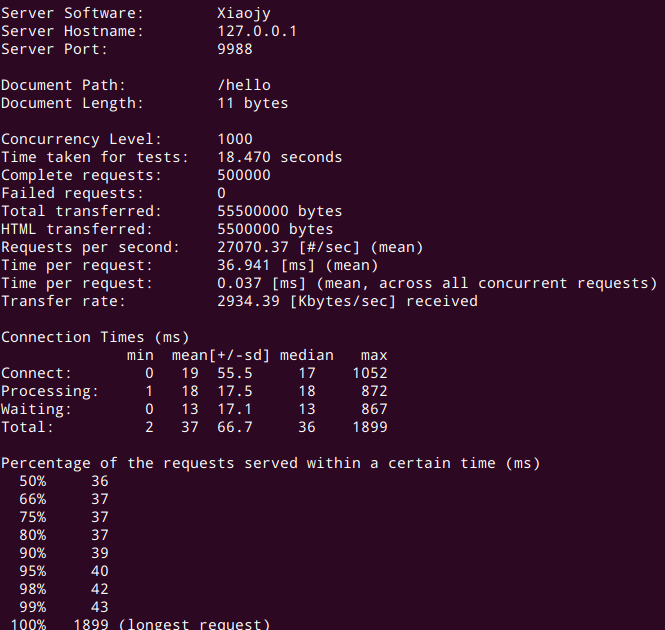 Server Software:        Xiaojy
Server Hostname:        127.0.0.1
Server Port:            9988

Document Path:          /hello
Document Length:        11 bytes

Concurrency Level:      1000
Time taken for tests:   18.470 seconds
Complete requests:      500000
Failed requests:        0
Total transferred:      55500000 bytes
HTML transferred:       5500000 bytes
Requests per second:    27070.37 [#/sec] (mean)
Time per request:       36.941 [ms] (mean)
Time per request:       0.037 [ms] (mean, across all concurrent requests)
Transfer rate:          2934.39 [Kbytes/sec] received

Connection Times (ms)
              min  mean[+/-sd] median   max
Connect:        0   19  55.5     17    1052
Processing:     1   18  17.5     18     872
Waiting:        0   13  17.1     13     867
Total:          2   37  66.7     36    1899

Percentage of the requests served within a certain time (ms)
  50%     36
  66%     37
  75%     37
  80%     37
  90%     39
  95%     40
  98%     42
  99%     43
 100%   1899 (longest request)